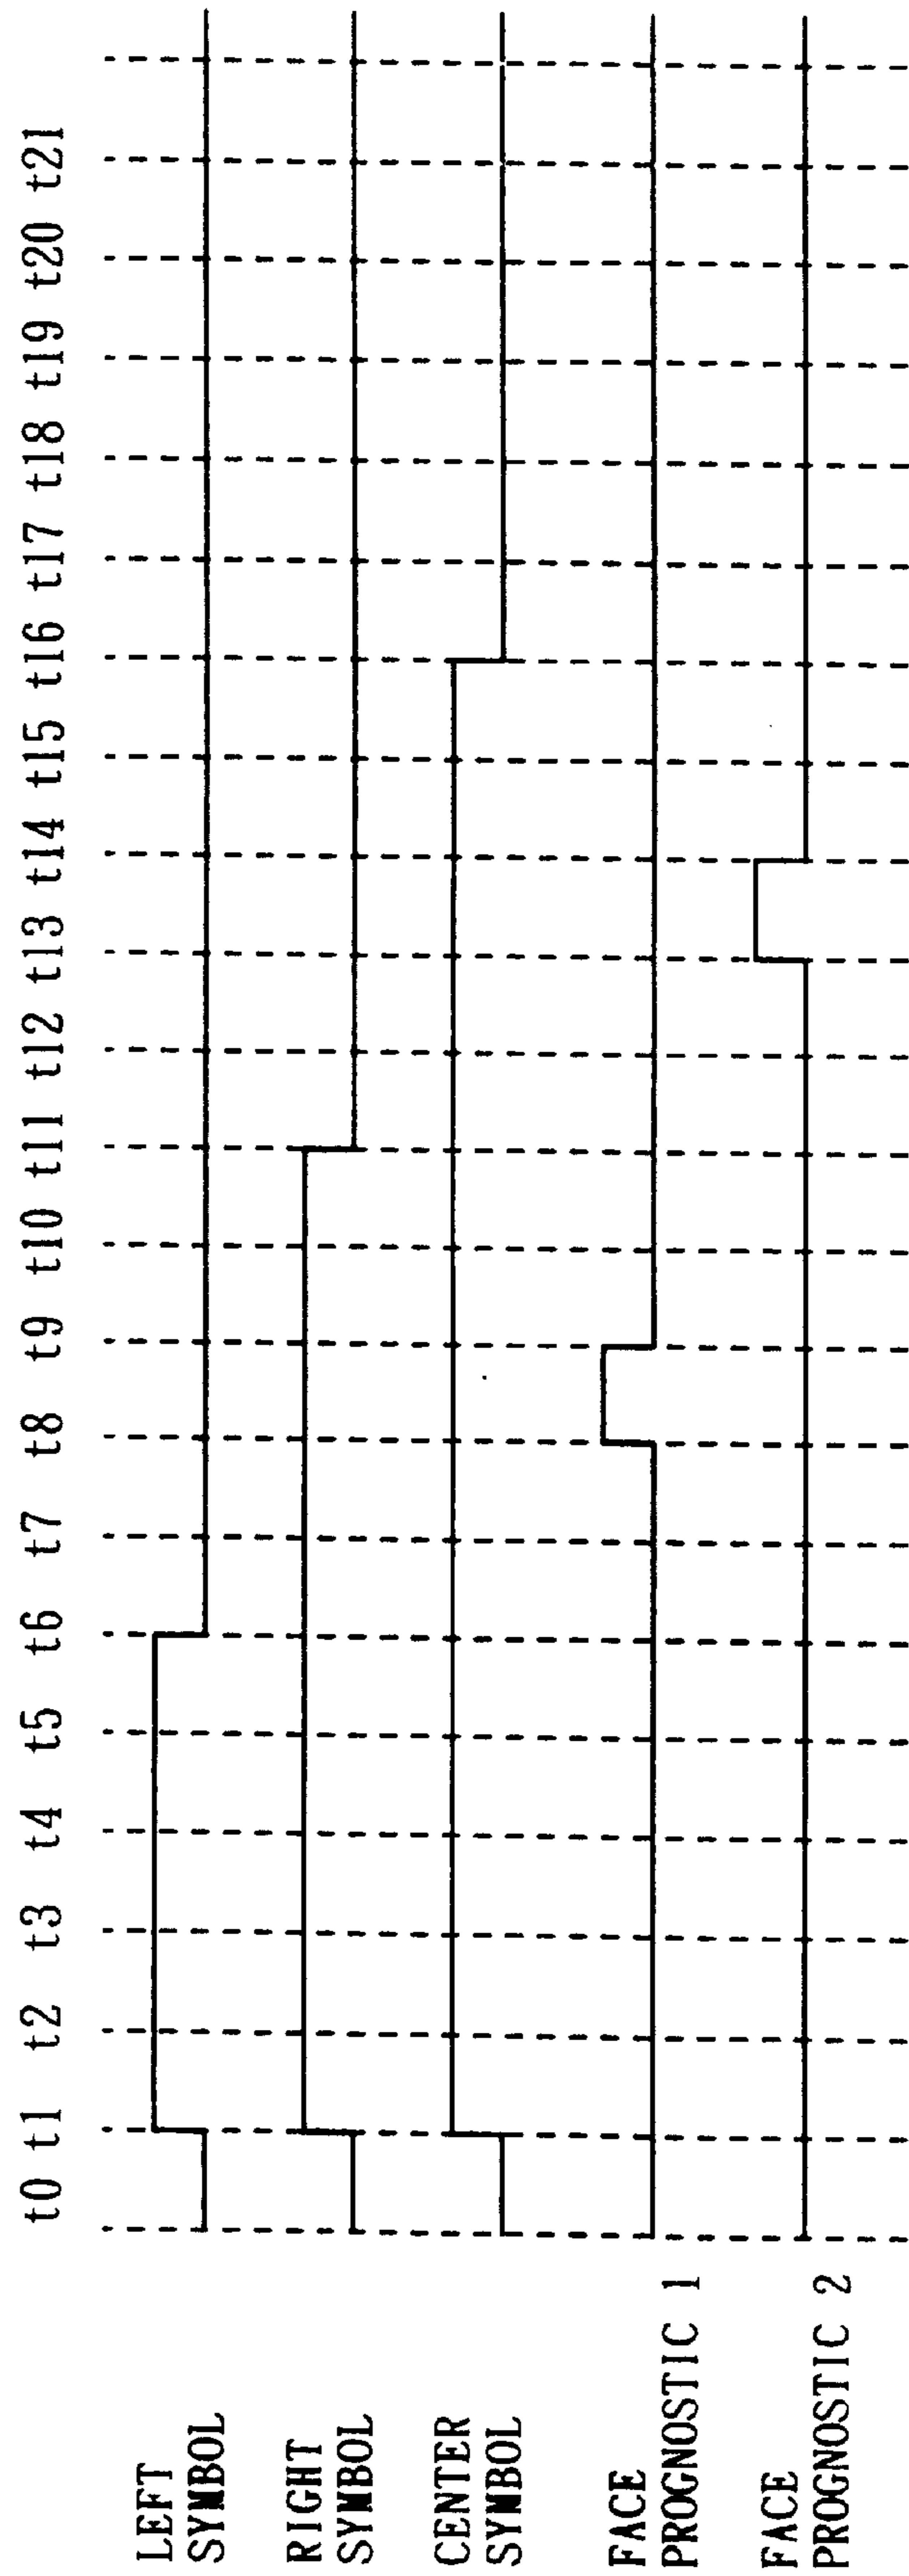 t0 t1 t2 t3 t4 t5 t6 t7 t8 t9 t10 t11 t12 t13 t14 t15 t16 t17 t18 t19 t20 t21
LEFT
SYMBOL
RIGHT
SYMBOL
CENTER
SYMBOL
FACE
PROGNOSTIC 1
FACE
PROGNOSTIC 2